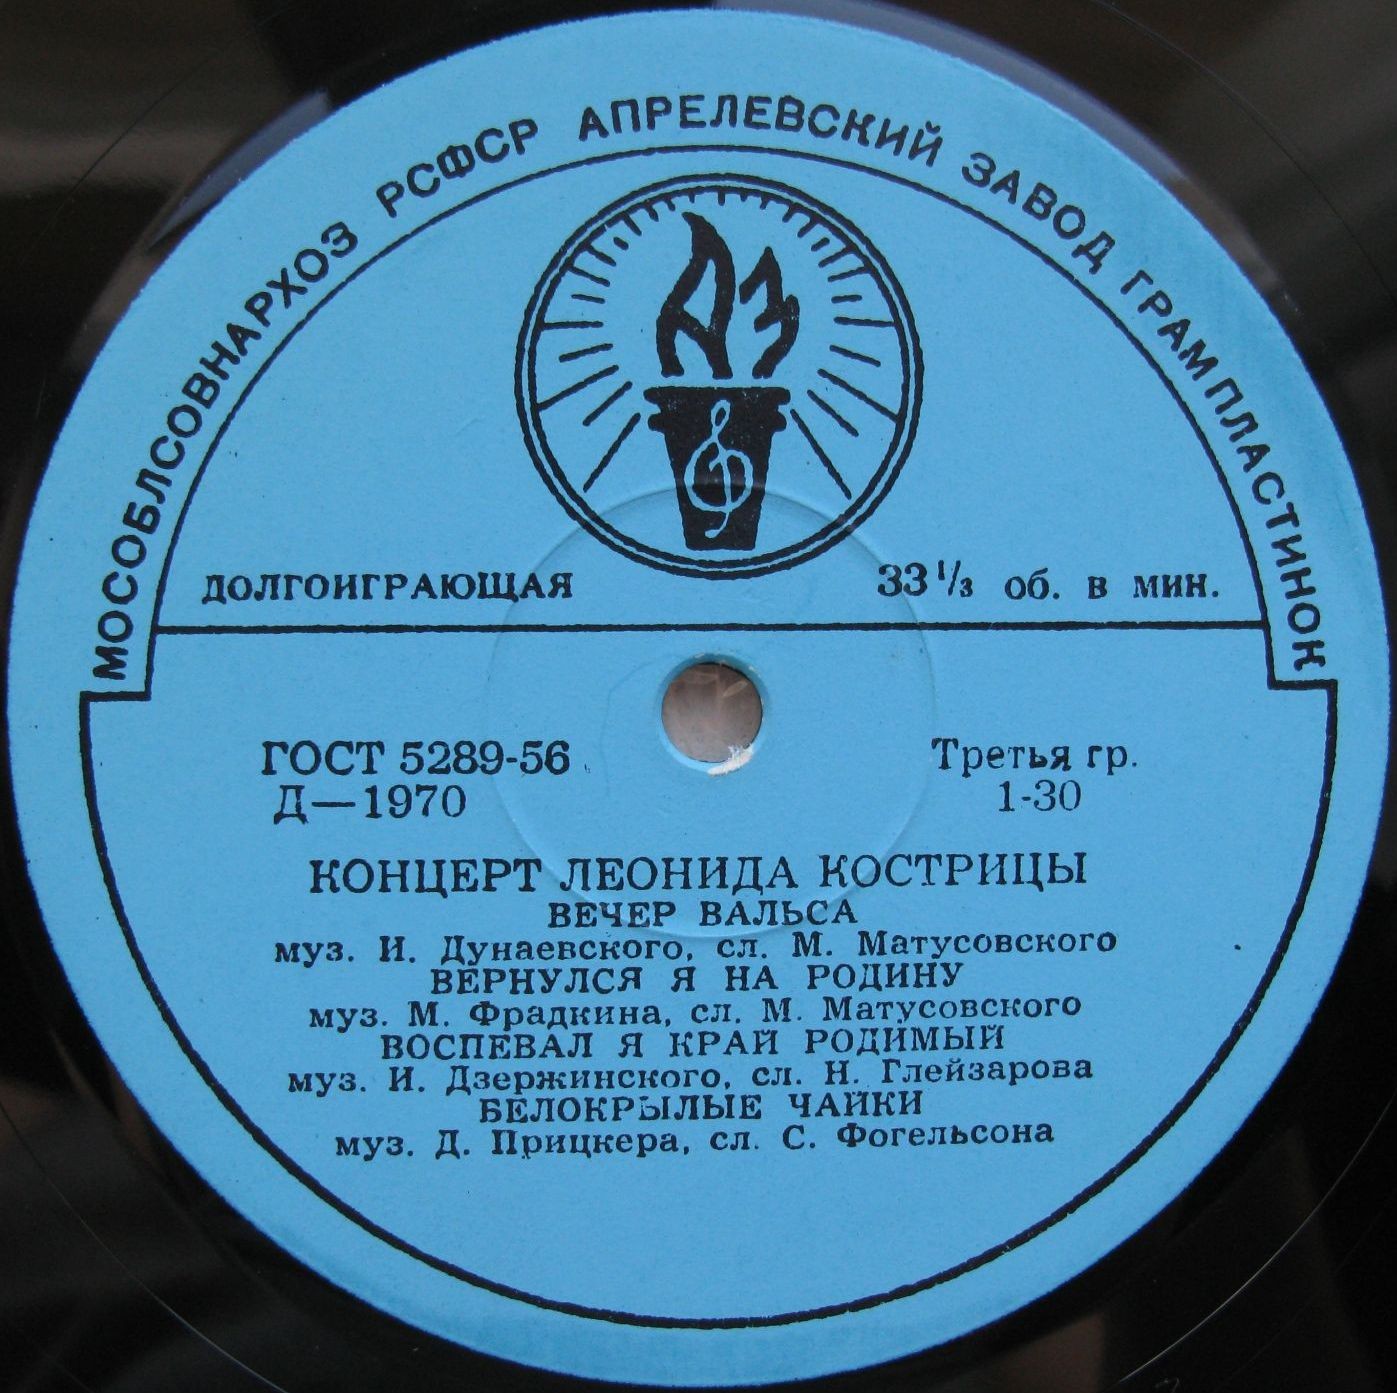 МОСОБЛСОВНАРХОЗ РСФСР АПРЕЛЕВСКИЙ ЗАВОД ГРАМПЛАСТИНОК
АЗ
ДОЛГОИГРАЮЩАЯ 33 1/3 об. в мин.
ГОСТ 5289-56 Третья гр.
Д—1970 1-30
КОНЦЕРТ ЛЕОНИДА КОСТРИЦЫ
ВЕЧЕР ВАЛЬСА
муз. И. Дунаевского, сл. М. Матусовского
ВЕРНУЛСЯ Я НА РОДИНУ
муз. М. Фрадкина, сл. М. Матусовского
ВОСПЕВАЛ Я КРАЙ РОДИМЫЙ
муз. И. Дзержинского, сл. Н. Глейзарова
БЕЛОКРЫЛЫЕ ЧАЙКИ
муз. Д. Прицкера, сл. С. Фогельсона